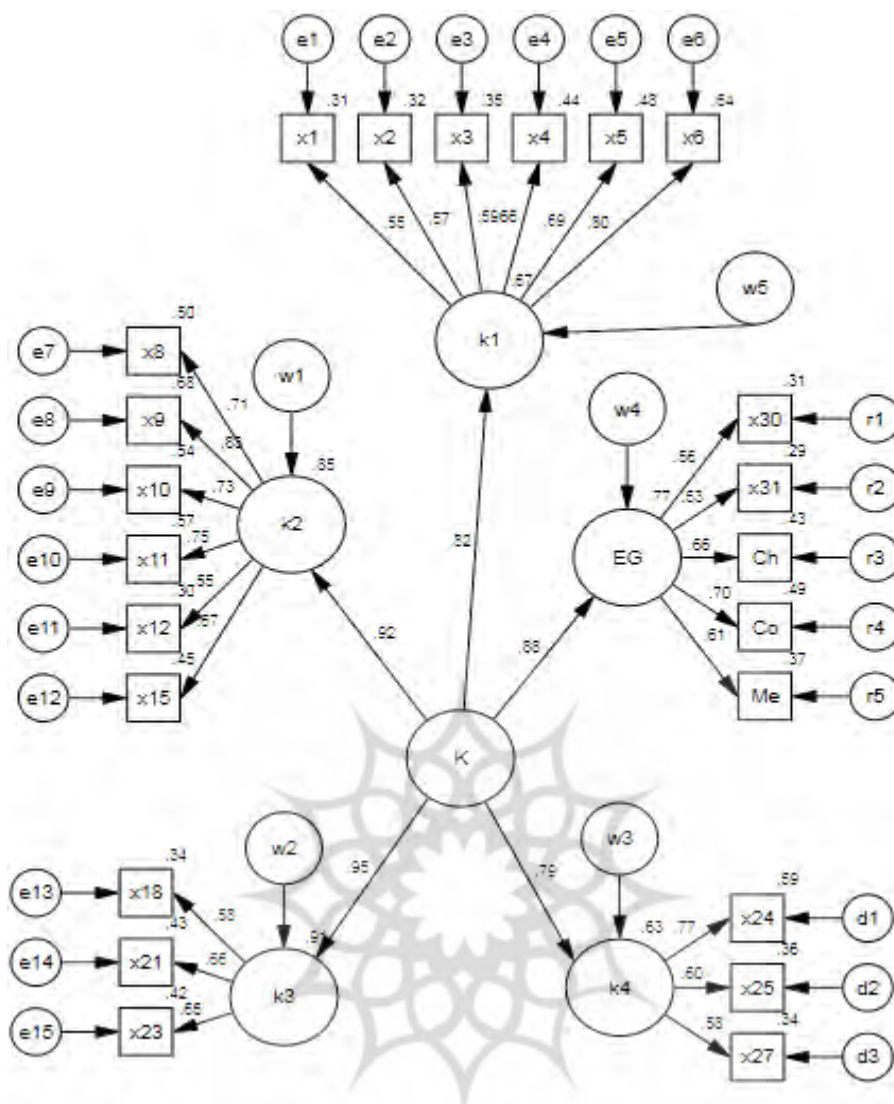 e1 e2 e3 e4 e5 e6
.31 .32 .35 .44 .48 .64
x1 x2 x3 x4 x5 x6
.55 .57 .59 .66 .69 .80
.67
k1
w5
.50
e7 x8
w1
.68
.71
e8 x9
.83
.54
.85
e9 x10
.73
k2
.57
e10 x11
.75
.30
.55
e11 x12
.67
.45
e12 x15
.92
.82
w4
.31
x30 r1
.56
.29
.77
.53
x31 r2
.43
EG
.66
Ch r3
.49
.70
Co r4
.61
.37
Me r5
.88
K
.95
.79
w2
.34
e13 x18
.58
.43
.91
e14 x21
.66
k3
.42
e15 x23
.65
w3
.59
.63 .77
x24 d1
.36
k4
.60
x25 d2
.34
.58
x27 d3